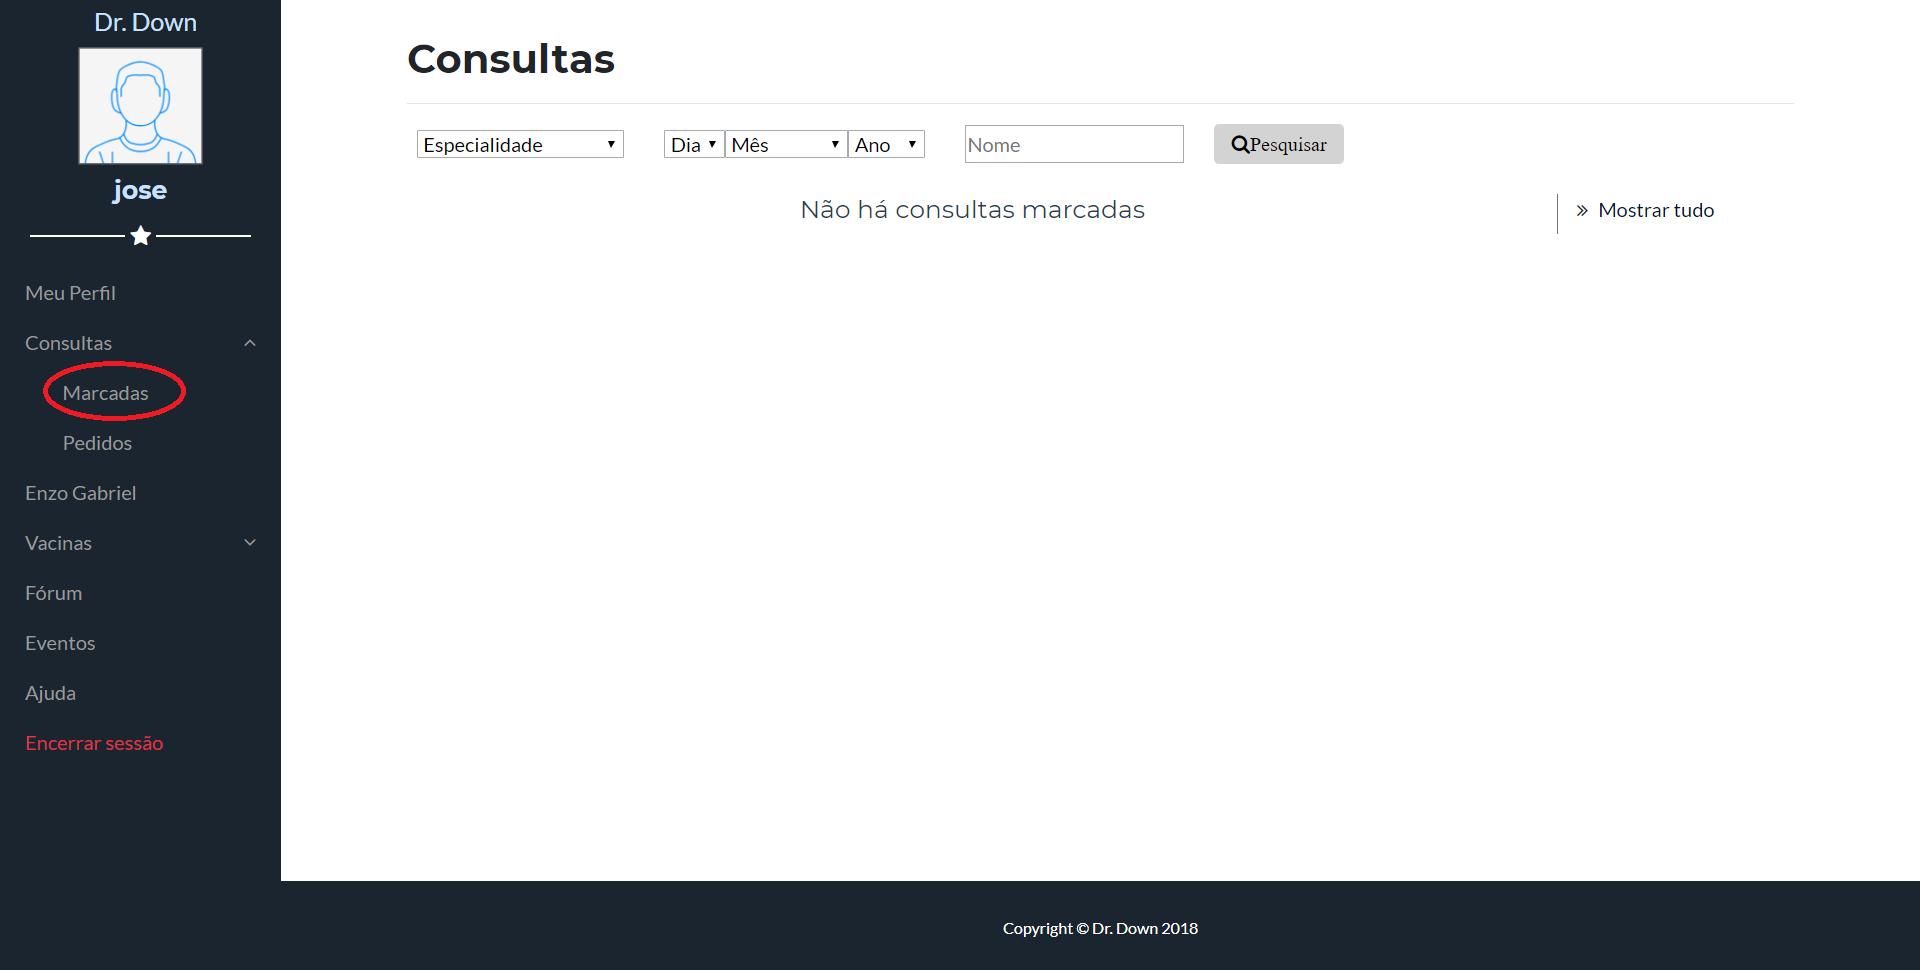 Dr. Down
jose
Meu Perfil
Consultas
Marcadas
Pedidos
Enzo Gabriel
Vacinas
Fórum
Eventos
Ajuda
Encerrar sessão
Consultas
Especialidade Dia Mês Ano Nome Pesquisar
Não há consultas marcadas
» Mostrar tudo
Copyright © Dr. Down 2018